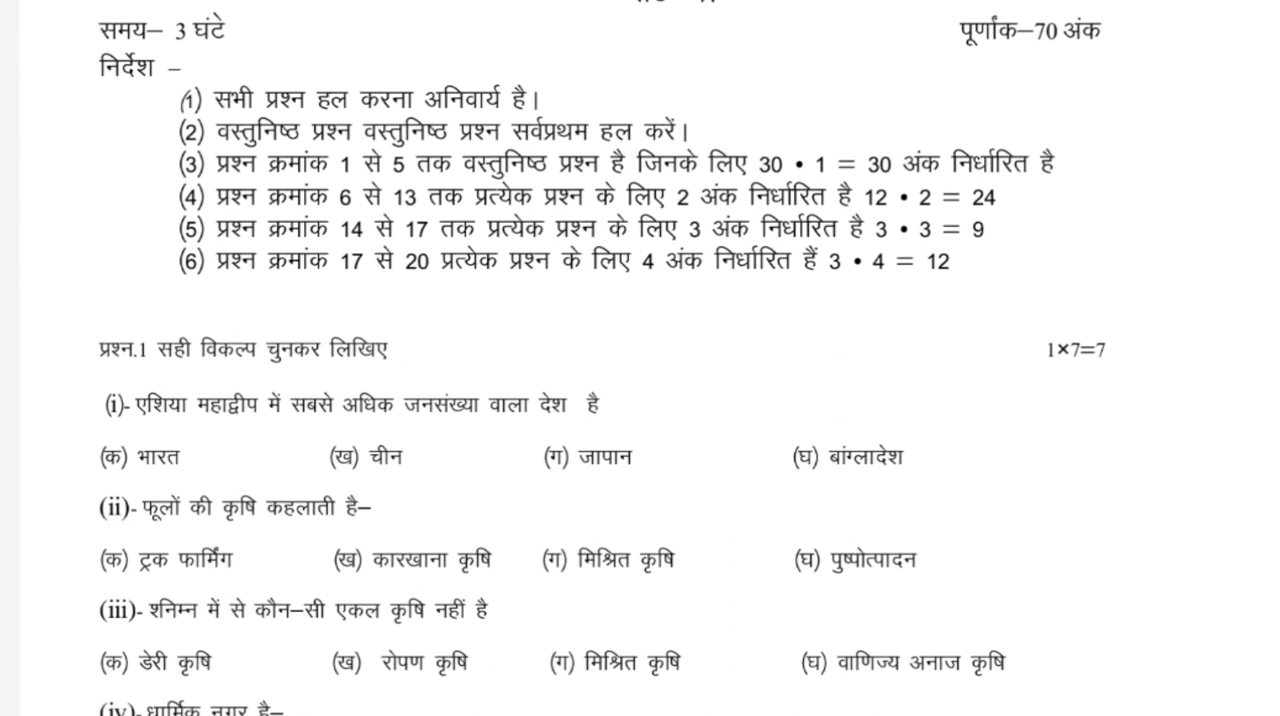 समय– 3 घंटे पूर्णांक–70 अंक
निर्देश –
(1) सभी प्रश्न हल करना अनिवार्य है।
(2) वस्तुनिष्ठ प्रश्न वस्तुनिष्ठ प्रश्न सर्वप्रथम हल करें।
(3) प्रश्न क्रमांक 1 से 5 तक वस्तुनिष्ठ प्रश्न है जिनके लिए 30 • 1 = 30 अंक निर्धारित है
(4) प्रश्न क्रमांक 6 से 13 तक प्रत्येक प्रश्न के लिए 2 अंक निर्धारित है 12 • 2 = 24
(5) प्रश्न क्रमांक 14 से 17 तक प्रत्येक प्रश्न के लिए 3 अंक निर्धारित है 3 • 3 = 9
(6) प्रश्न क्रमांक 17 से 20 प्रत्येक प्रश्न के लिए 4 अंक निर्धारित हैं 3 • 4 = 12
प्रश्न.1 सही विकल्प चुनकर लिखिए 1×7=7
(i)- एशिया महाद्वीप में सबसे अधिक जनसंख्या वाला देश है
(क) भारत (ख) चीन (ग) जापान (घ) बांग्लादेश
(ii)- फूलों की कृषि कहलाती है–
(क) ट्रक फार्मिंग (ख) कारखाना कृषि (ग) मिश्रित कृषि (घ) पुष्पोत्पादन
(iii)- श्निम्न में से कौन–सी एकल कृषि नहीं है
(क) डेरी कृषि (ख) रोपण कृषि (ग) मिश्रित कृषि (घ) वाणिज्य अनाज कृषि
(iv)- धार्मिक नगर है–